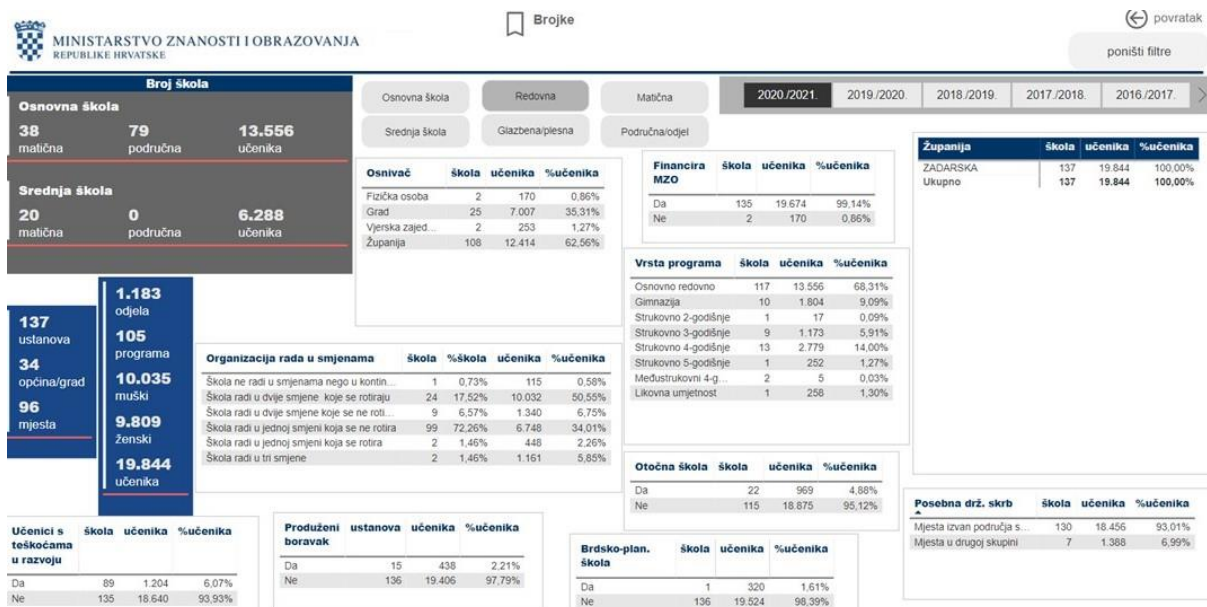 MINISTARSTVO ZNANOSTI I OBRAZOVANJA
REPUBLIKE HRVATSKE
Brojke
povratak
poništi filtre
Broj škola
Osnovna škola
38 79 13.556
matična područna učenika
Srednja škola
20 0 6.288
matična područna učenika
Osnovna škola Redovna Matična
Srednja škola Glazbena/plesna Područna/odjel
2020./2021. 2019./2020. 2018./2019. 2017./2018. 2016./2017.
Osnivač škola učenika %učenika
Fizička osoba 2 170 0,86%
Grad 25 7.007 35,31%
Vjerska zajed... 2 253 1,27%
Županija 108 12.414 62,56%
Financira škola učenika %učenika
MZO
Da 135 19.674 99,14%
Ne 2 170 0,86%
Županija škola učenika %učenika
ZADARSKA 137 19.844 100,00%
Ukupno 137 19.844 100,00%
Vrsta programa škola učenika %učenika
Osnovno redovno 117 13.556 68,31%
Gimnazija 10 1.804 9,09%
Strukovno 2-godišnje 1 17 0,09%
Strukovno 3-godišnje 9 1.173 5,91%
Strukovno 4-godišnje 13 2.779 14,00%
Strukovno 5-godišnje 1 252 1,27%
Međustrukovni 4-g... 2 5 0,03%
Likovna umjetnost 1 258 1,30%
137
ustanova
34
općina/grad
96
mjesta
1.183
odjela
105
programa
10.035
muški
9.809
ženski
19.844
učenika
Organizacija rada u smjenama škola %škola učenika %učenika
Škola ne radi u smjenama nego u kontin... 1 0,73% 115 0,58%
Škola radi u dvije smjene koje se rotiraju 24 17,52% 10.032 50,55%
Škola radi u dvije smjene koje se ne roti... 9 6,57% 1.340 6,75%
Škola radi u jednoj smjeni koja se ne rotira 99 72,26% 6.748 34,01%
Škola radi u jednoj smjeni koja se rotira 2 1,46% 448 2,26%
Škola radi u tri smjene 2 1,46% 1.161 5,85%
Otočna škola škola učenika %učenika
Da 22 969 4,88%
Ne 115 18.875 95,12%
Posebna drž. skrb škola učenika %učenika
Mjesta izvan područja s... 130 18.456 93,01%
Mjesta u drugoj skupini 7 1.388 6,99%
Učenici s škola učenika %učenika
teškoćama
u razvoju
Da 89 1.204 6,07%
Ne 135 18.640 93,93%
Produženi ustanova učenika %učenika
boravak
Da 15 438 2,21%
Ne 136 19.406 97,79%
Brdsko-plan. škola učenika %učenika
škola
Da 1 320 1,61%
Ne 136 19.524 98,39%